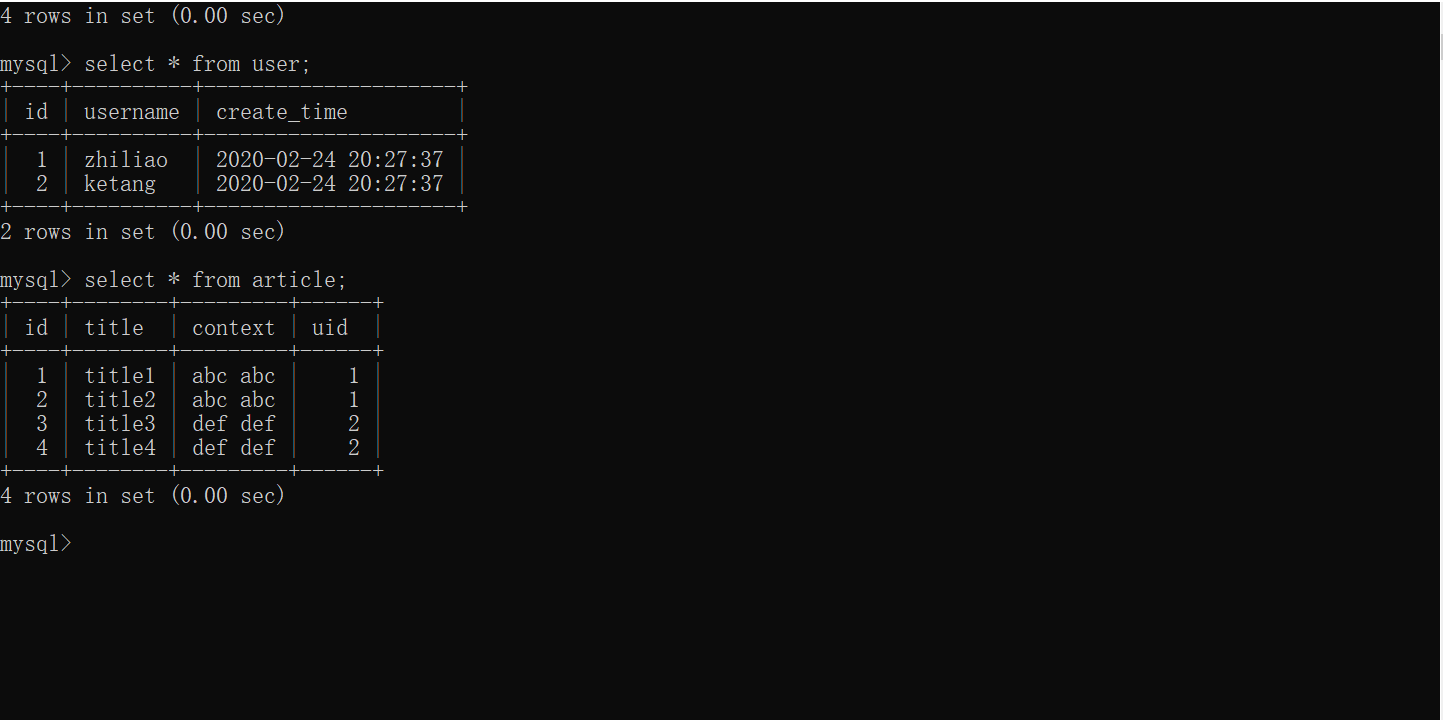 4 rows in set (0.00 sec)
mysql> select * from user;
+----+----------+---------------------+
| id | username | create_time         |
+----+----------+---------------------+
|  1 | zhiliao  | 2020-02-24 20:27:37 |
|  2 | ketang   | 2020-02-24 20:27:37 |
+----+----------+---------------------+
2 rows in set (0.00 sec)
mysql> select * from article;
+----+--------+---------+------+
| id | title  | context | uid  |
+----+--------+---------+------+
|  1 | title1 | abc abc |    1 |
|  2 | title2 | abc abc |    1 |
|  3 | title3 | def def |    2 |
|  4 | title4 | def def |    2 |
+----+--------+---------+------+
4 rows in set (0.00 sec)
mysql>